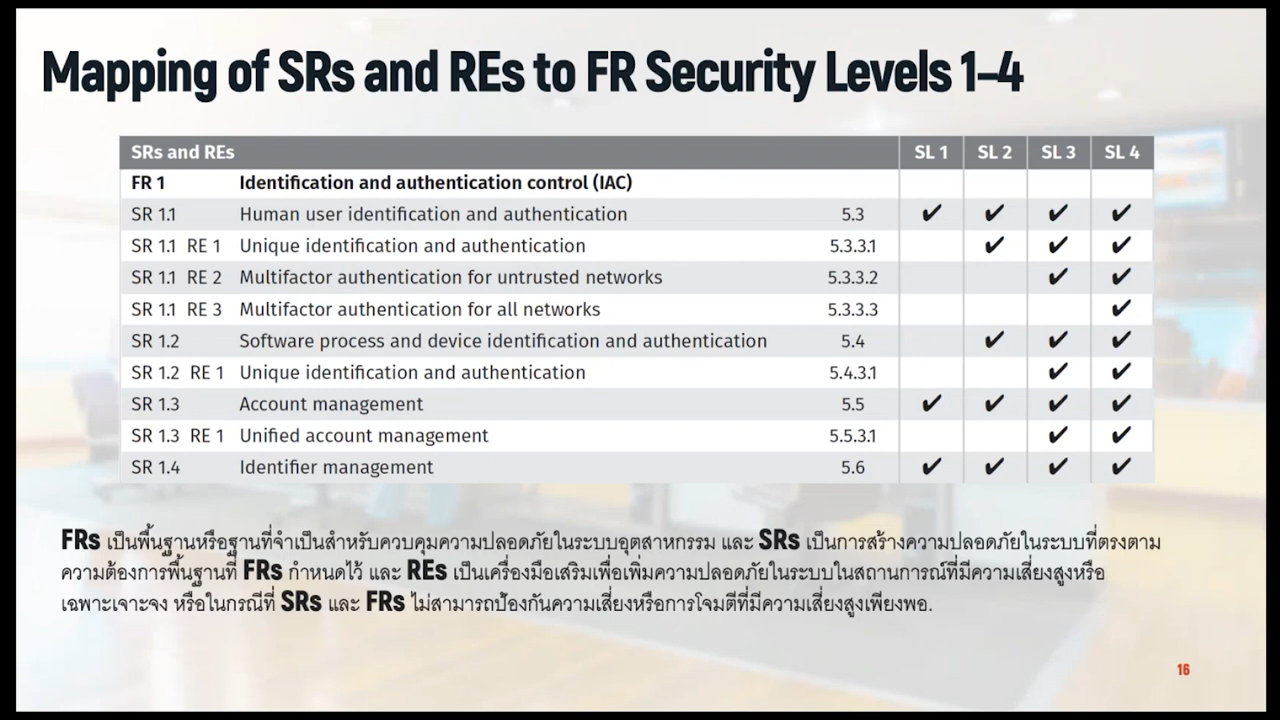 Mapping of SRs and REs to FR Security Levels 1–4
SRs and REs SL 1 SL 2 SL 3 SL 4
FR 1 Identification and authentication control (IAC)
SR 1.1 Human user identification and authentication 5.3 ✔ ✔ ✔ ✔
SR 1.1 RE 1 Unique identification and authentication 5.3.3.1 ✔ ✔ ✔
SR 1.1 RE 2 Multifactor authentication for untrusted networks 5.3.3.2 ✔ ✔
SR 1.1 RE 3 Multifactor authentication for all networks 5.3.3.3 ✔
SR 1.2 Software process and device identification and authentication 5.4 ✔ ✔ ✔
SR 1.2 RE 1 Unique identification and authentication 5.4.3.1 ✔ ✔
SR 1.3 Account management 5.5 ✔ ✔ ✔ ✔
SR 1.3 RE 1 Unified account management 5.5.3.1 ✔ ✔
SR 1.4 Identifier management 5.6 ✔ ✔ ✔ ✔
FRs เป็นพื้นฐานหรือฐานที่จำเป็นสำหรับควบคุมความปลอดภัยในระบบอุตสาหกรรม และ SRs เป็นการสร้างความปลอดภัยในระบบที่ตรงตาม
ความต้องการพื้นฐานที่ FRs กำหนดไว้ และ REs เป็นเครื่องมือเสริมเพื่อเพิ่มความปลอดภัยในระบบในสถานการณ์ที่มีความเสี่ยงสูงหรือ
เฉพาะเจาะจง หรือในกรณีที่ SRs และ FRs ไม่สามารถป้องกันความเสี่ยงหรือการโจมตีที่มีความเสี่ยงสูงเพียงพอ.
16